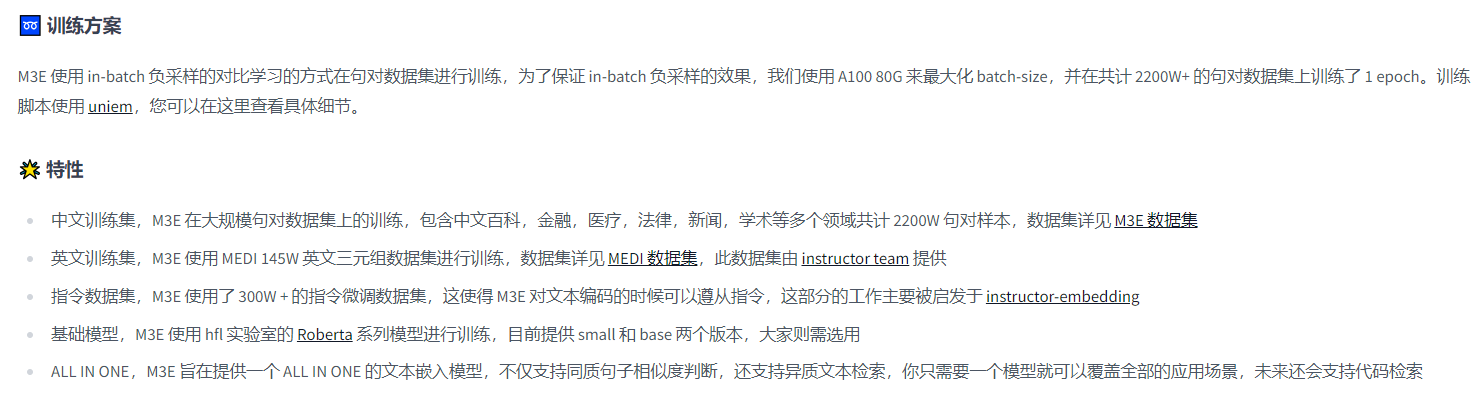 ➿ 训练方案
M3E 使用 in-batch 负采样的对比学习的方式在句对数据集进行训练，为了保证 in-batch 负采样的效果，我们使用 A100 80G 来最大化 batch-size，并在共计 2200W+ 的句对数据集上训练了 1 epoch。训练
脚本使用 uniem，您可以在这里查看具体细节。
🌟 特性
• 中文训练集，M3E 在大规模句对数据集上的训练，包含中文百科，金融，医疗，法律，新闻，学术等多个领域共计 2200W 句对样本，数据集详见 M3E 数据集
• 英文训练集，M3E 使用 MEDI 145W 英文三元组数据集进行训练，数据集详见 MEDI 数据集，此数据集由 instructor team 提供
• 指令数据集，M3E 使用了 300W + 的指令微调数据集，这使得 M3E 对文本编码的时候可以遵从指令，这部分的工作主要被启发于 instructor-embedding
• 基础模型，M3E 使用 hfl 实验室的 Roberta 系列模型进行训练，目前提供 small 和 base 两个版本，大家则需选用
• ALL IN ONE，M3E 旨在提供一个 ALL IN ONE 的文本嵌入模型，不仅支持同质句子相似度判断，还支持异质文本检索，你只需要一个模型就可以覆盖全部的应用场景，未来还会支持代码检索